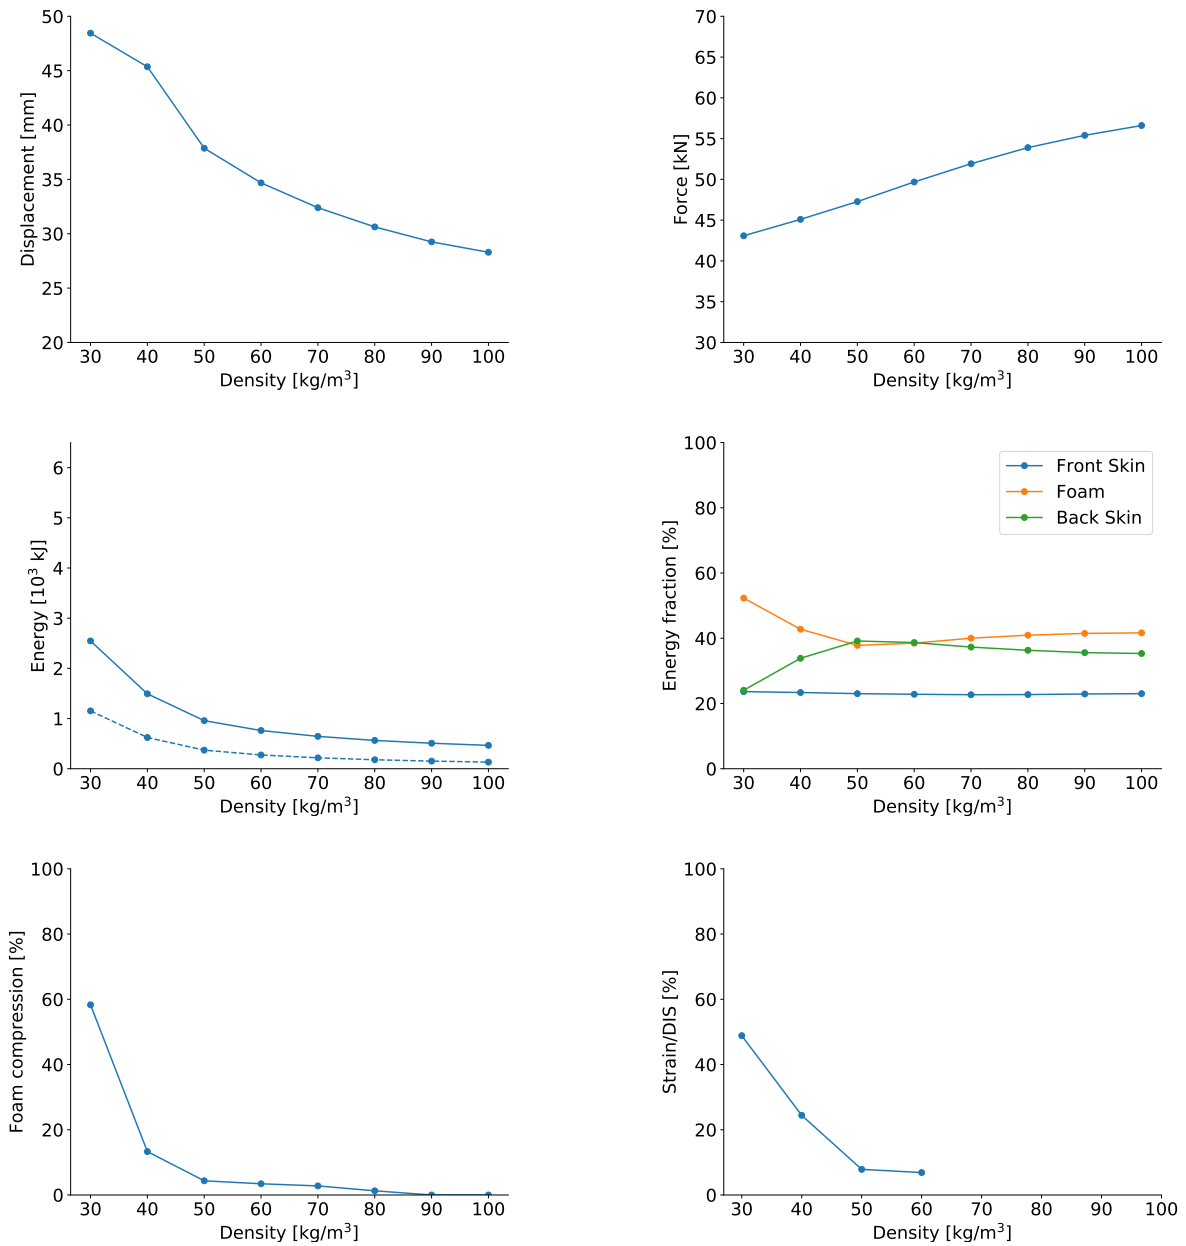 50
45
40
35
30
25
20
Displacement [mm]
30 40 50 60 70 80 90 100
Density [kg/m³]
70
65
60
55
50
45
40
35
30
Force [kN]
30 40 50 60 70 80 90 100
Density [kg/m³]
6
5
4
3
2
1
0
Energy [10³ kJ]
30 40 50 60 70 80 90 100
Density [kg/m³]
100
80
60
40
20
0
Energy fraction [%]
Front Skin
Foam
Back Skin
30 40 50 60 70 80 90 100
Density [kg/m³]
100
80
60
40
20
0
Foam compression [%]
30 40 50 60 70 80 90 100
Density [kg/m³]
100
80
60
40
20
0
Strain/DIS [%]
30 40 50 60 70 80 90 100
Density [kg/m³]